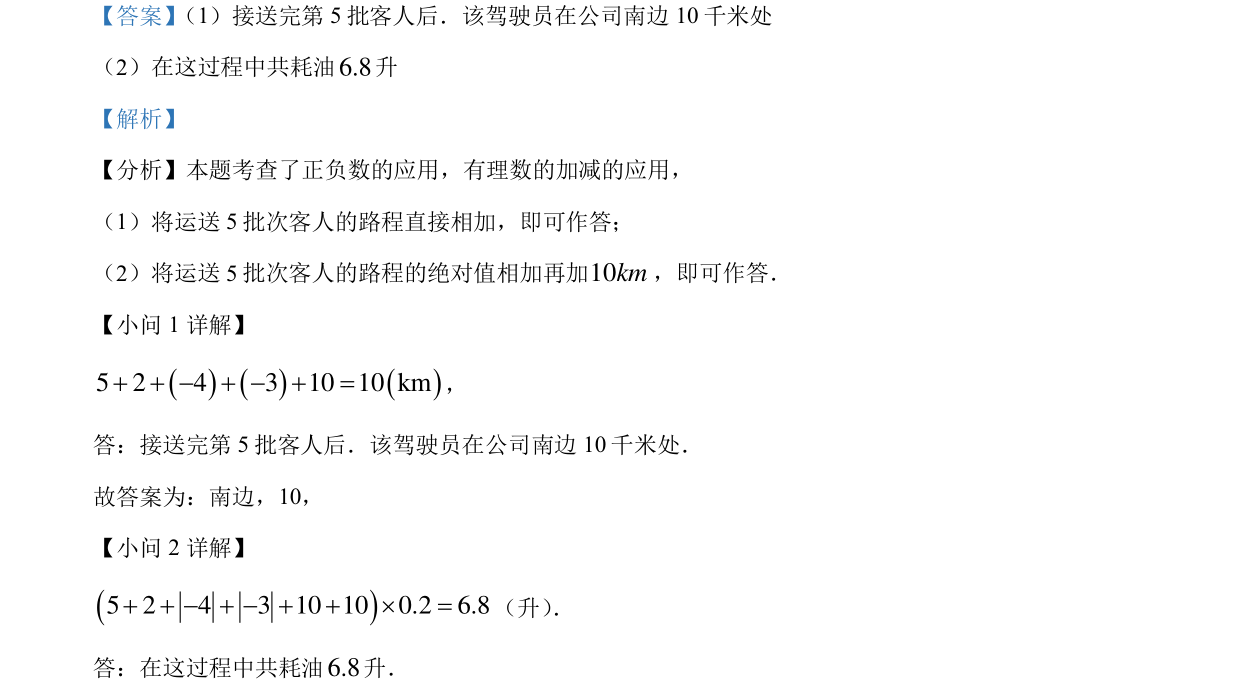 【答案】（1）接送完第 5 批客人后．该驾驶员在公司南边 10 千米处
（2）在这过程中共耗油 6.8 升
【解析】
【分析】本题考查了正负数的应用，有理数的加减的应用，
（1）将运送 5 批次客人的路程直接相加，即可作答；
（2）将运送 5 批次客人的路程的绝对值相加再加10km ，即可作答．
【小问 1 详解】
5+2+(−4)+(−3)+10=10(km)，
答：接送完第 5 批客人后．该驾驶员在公司南边 10 千米处．
故答案为：南边，10，
【小问 2 详解】
(5+2+|−4|+|−3|+10+10)×0.2=6.8（升）．
答：在这过程中共耗油 6.8 升．